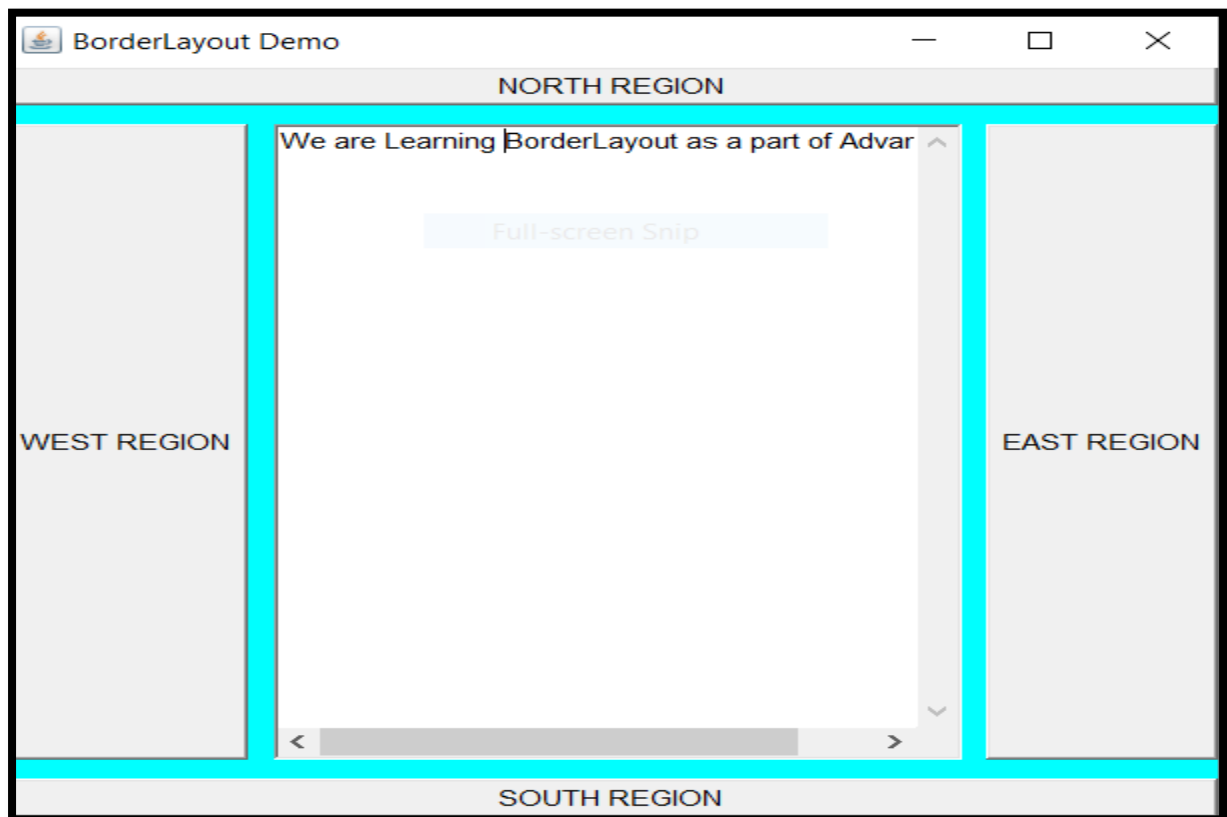 BorderLayout Demo
NORTH REGION
We are Learning BorderLayout as a part of Advar
Full-screen Snip
WEST REGION
EAST REGION
SOUTH REGION